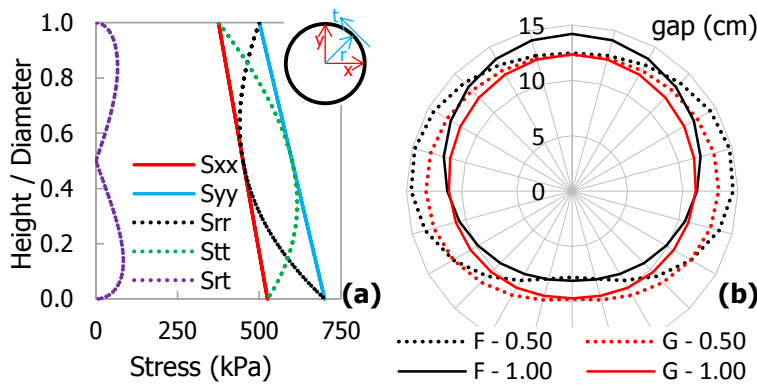 Height / Diameter
1.0
0.8
0.6
0.4
0.2
0.0
0
250
500
750
Stress (kPa)
Sxx
Syy
Srr
Stt
Srt
(a)
t
y
r
x
gap (cm)
15
10
5
0
(b)
F - 0.50
G - 0.50
F - 1.00
G - 1.00